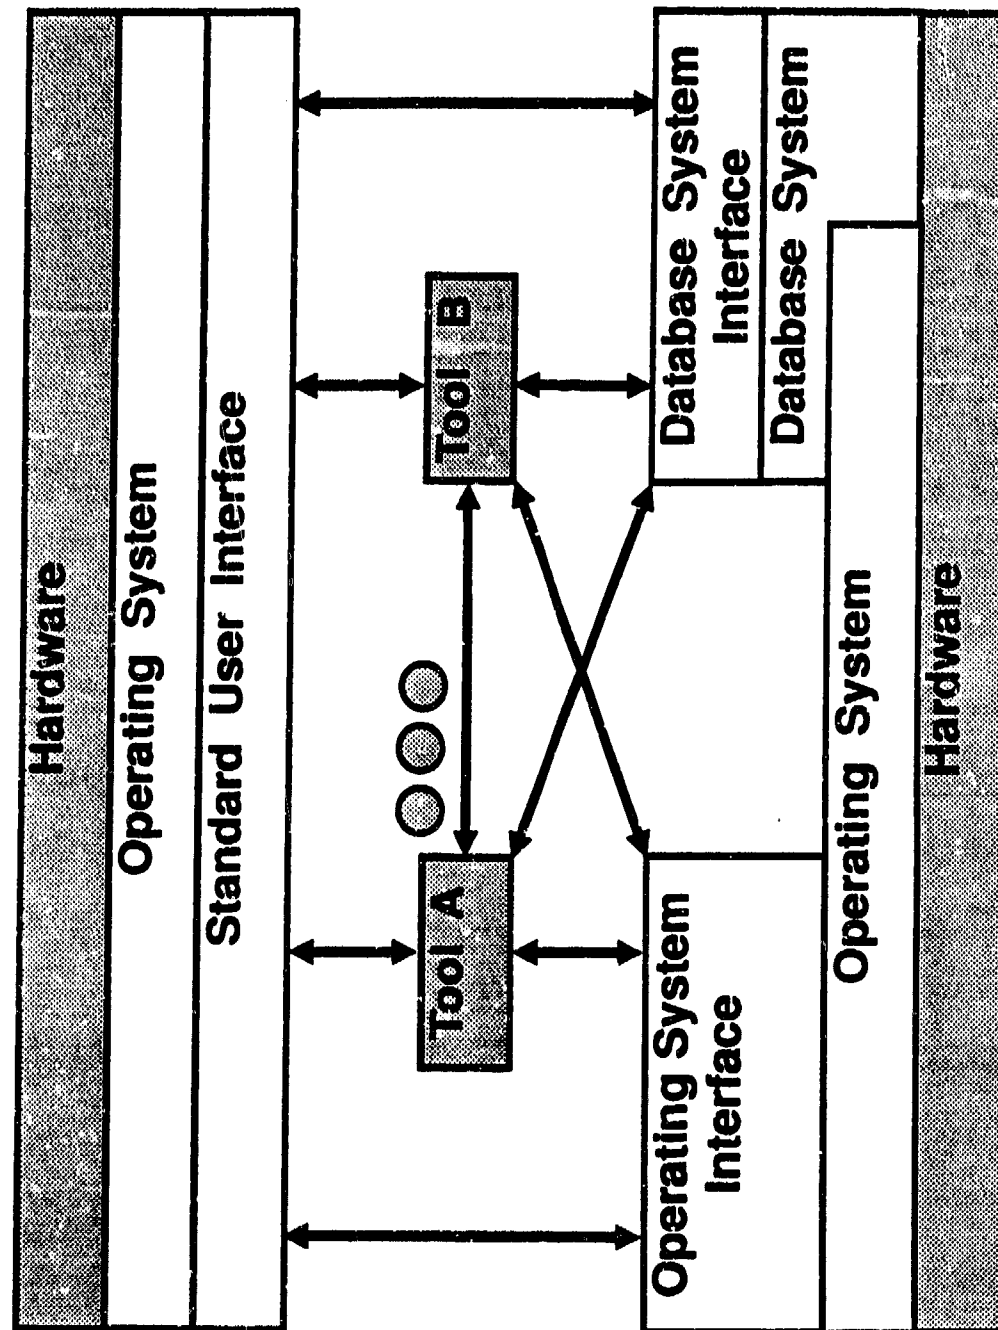 Hardware
Operating System
Standard User Interface
Tool A
Tool B
Operating System
Interface
Database System
Interface
Database System
Operating System
Hardware